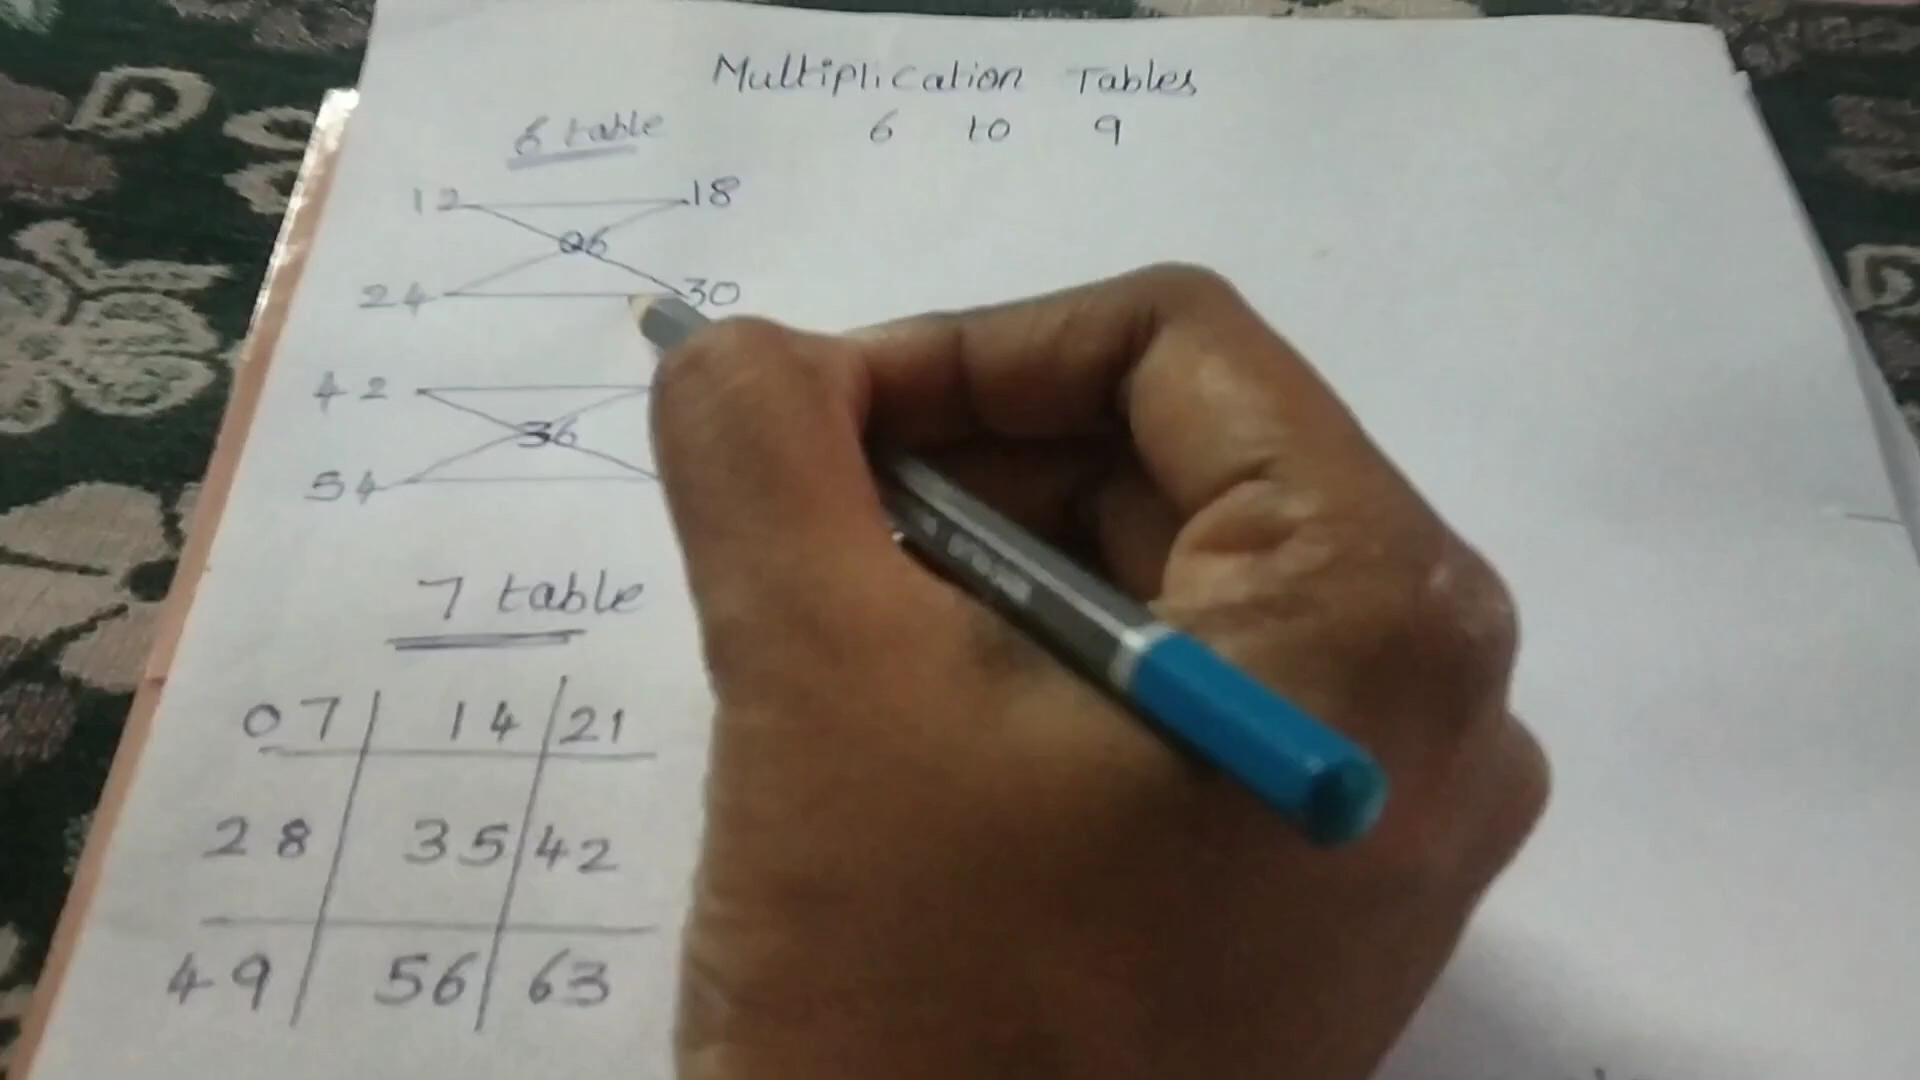 Multiplication Tables
6 table 6 10 9
12 18
06
24 30
42
36
54
7 table
07 14 21
28 35 42
49 56 63